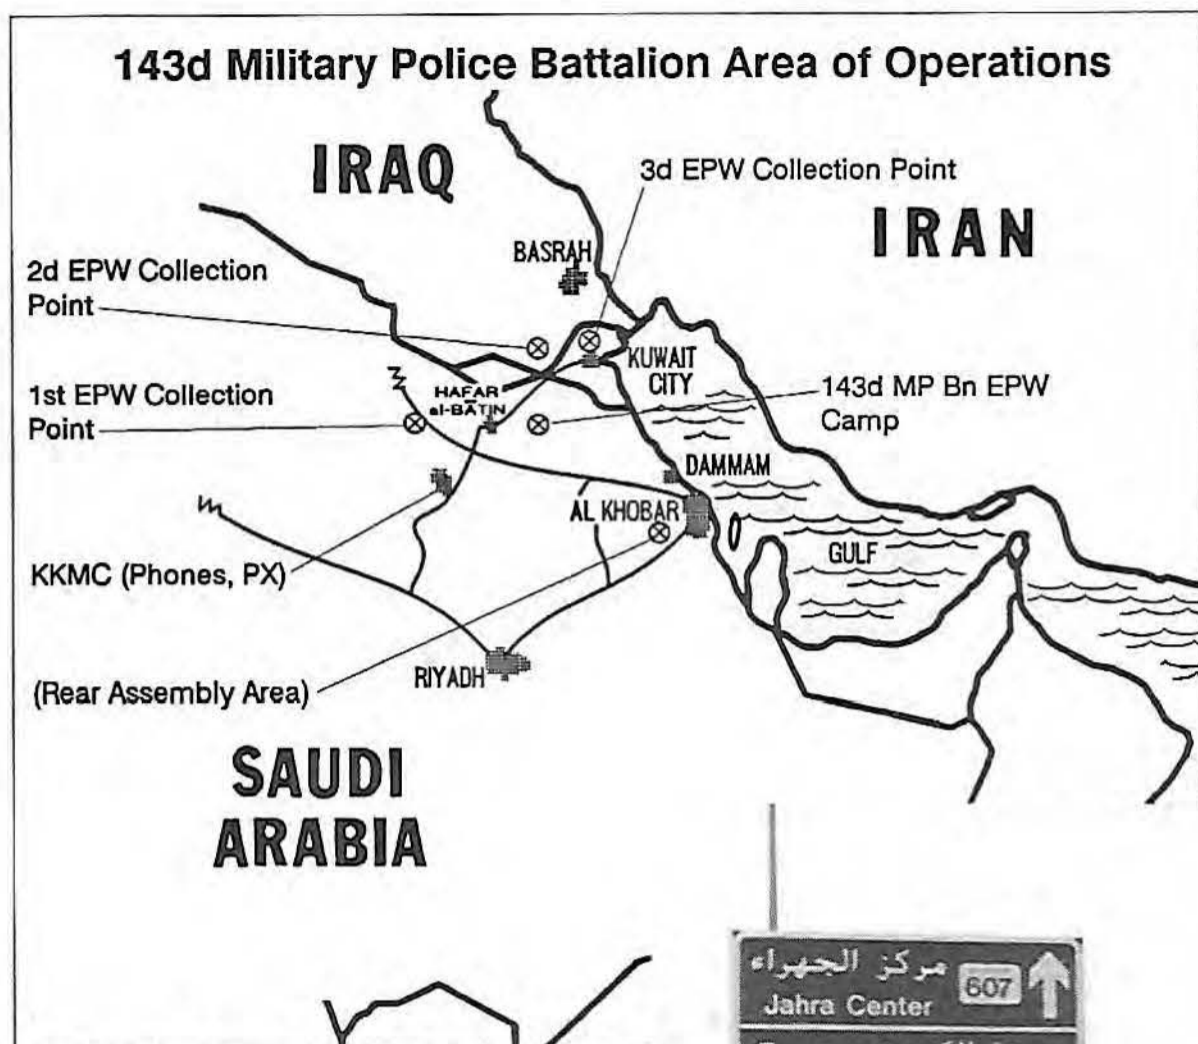 143d Military Police Battalion Area of Operations
IRAQ
3d EPW Collection Point
IRAN
BASRAH
2d EPW Collection
Point
KUWAIT
CITY
1st EPW Collection
Point
HAFAR
al-BĀTIN
143d MP Bn EPW
Camp
DAMMAM
AL KHOBAR
GULF
KKMC (Phones, PX)
RIYADH
(Rear Assembly Area)
SAUDI
ARABIA
مركز الجهراء
607
Jahra Center